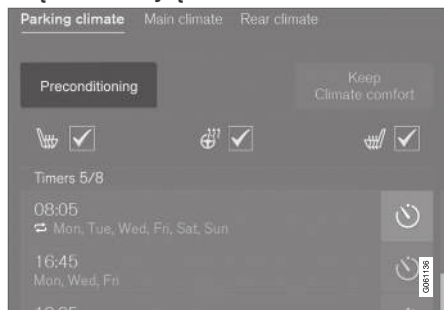 Parking climate Main climate Rear climate
Preconditioning
Keep
Climate comfort
Timers 5/8
08:05
Mon, Tue, Wed, Fri, Sat, Sun
16:45
Mon, Wed, Fri
G061136